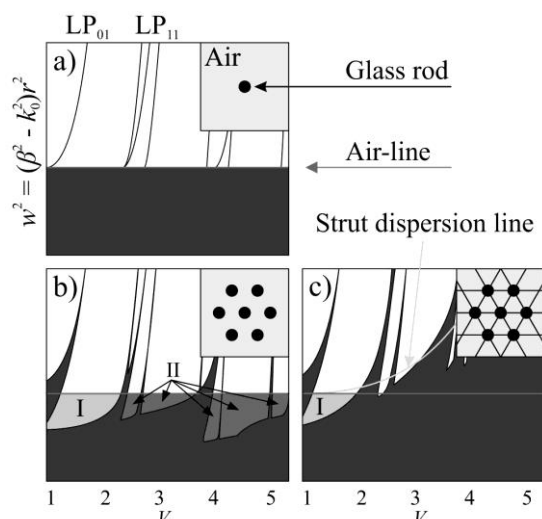 LP₀₁ LP₁₁
a)
Air
Glass rod
Air-line
w² = (β² - k₀²)r²
Strut dispersion line
b)
c)
II
I
I
1 2 3 4 5
1 2 3 4 5